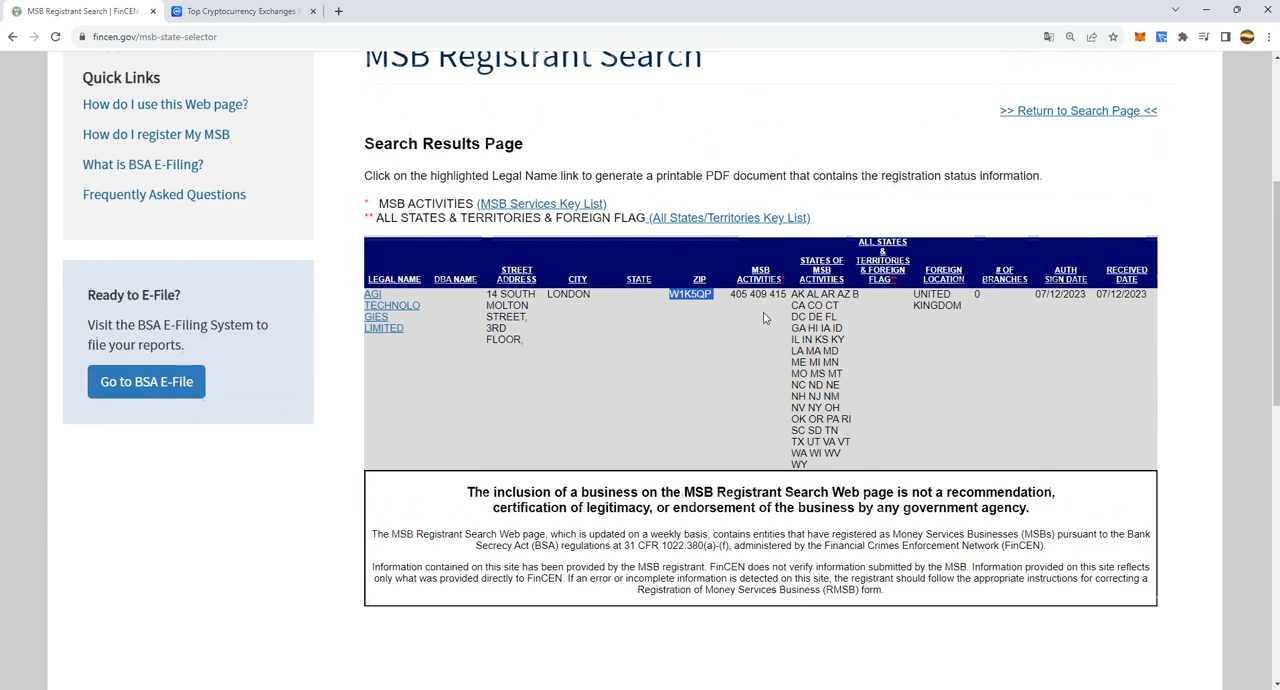 MSB Registrant Search | FinCEN.
Top Cryptocurrency Exchanges
fincen.gov/msb-state-selector
MSB Registrant Search
Quick Links
How do I use this Web page?
How do I register My MSB
What is BSA E-Filing?
Frequently Asked Questions
Ready to E-File?
Visit the BSA E-Filing System to
file your reports.
Go to BSA E-File
>> Return to Search Page <<
Search Results Page
Click on the highlighted Legal Name link to generate a printable PDF document that contains the registration status information.
* MSB ACTIVITIES (MSB Services Key List)
** ALL STATES & TERRITORIES & FOREIGN FLAG (All States/Territories Key List)
LEGAL NAME
DBA NAME
STREET
ADDRESS
CITY
STATE
ZIP
MSB
ACTIVITIES*
STATES OF
MSB
ACTIVITIES
ALL STATES
&
TERRITORIES
& FOREIGN
FLAG**
FOREIGN
LOCATION
# OF
BRANCHES
AUTH
SIGN DATE
RECEIVED
DATE
AGI
TECHNOLO
GIES
LIMITED
14 SOUTH
MOLTON
STREET,
3RD
FLOOR,
LONDON
W1K5QP
405 409 415
AK AL AR AZ
CA CO CT
DC DE FL
GA HI IA ID
IL IN KS KY
LA MA MD
ME MI MN
MO MS MT
NC ND NE
NH NJ NM
NV NY OH
OK OR PA RI
SC SD TN
TX UT VA VT
WA WI WV
WY
B
UNITED
KINGDOM
0
07/12/2023
07/12/2023
The inclusion of a business on the MSB Registrant Search Web page is not a recommendation,
certification of legitimacy, or endorsement of the business by any government agency.
The MSB Registrant Search Web page, which is updated on a weekly basis, contains entities that have registered as Money Services Businesses (MSBs) pursuant to the Bank
Secrecy Act (BSA) regulations at 31 CFR 1022.380(a)-(f), administered by the Financial Crimes Enforcement Network (FinCEN).
Information contained on this site has been provided by the MSB registrant. FinCEN does not verify information submitted by the MSB. Information provided on this site reflects
only what was provided directly to FinCEN. If an error or incomplete information is detected on this site, the registrant should follow the appropriate instructions for correcting a
Registration of Money Services Business (RMSB) form.